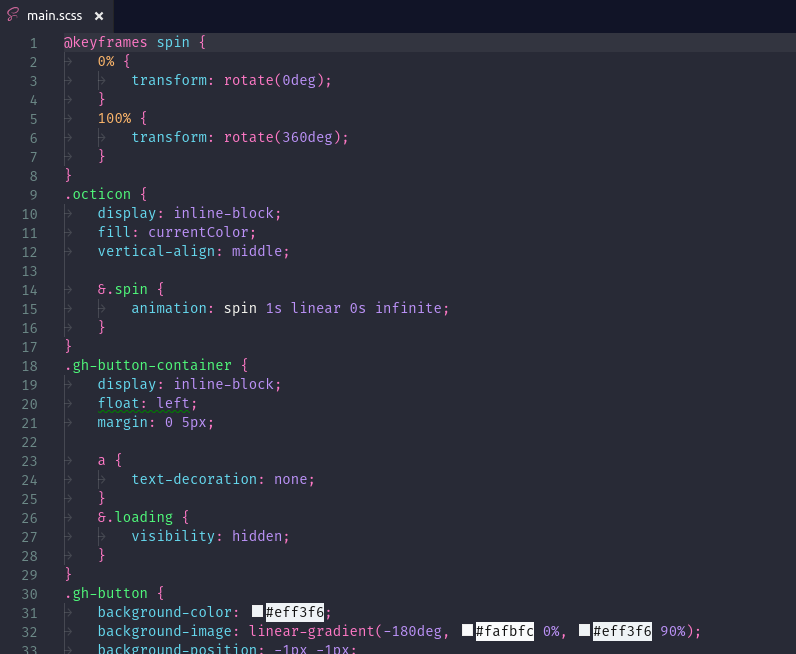 main.scss ×
1 @keyframes spin {
2 0% {
3 transform: rotate(0deg);
4 }
5 100% {
6 transform: rotate(360deg);
7 }
8 }
9 .octicon {
10 display: inline-block;
11 fill: currentColor;
12 vertical-align: middle;
13
14 &.spin {
15 animation: spin 1s linear 0s infinite;
16 }
17 }
18 .gh-button-container {
19 display: inline-block;
20 float: left;
21 margin: 0 5px;
22
23 a {
24 text-decoration: none;
25 }
26 &.loading {
27 visibility: hidden;
28 }
29 }
30 .gh-button {
31 background-color: #eff3f6;
32 background-image: linear-gradient(-180deg, #fafbfc 0%, #eff3f6 90%);
33 background-position: -1px -1px;